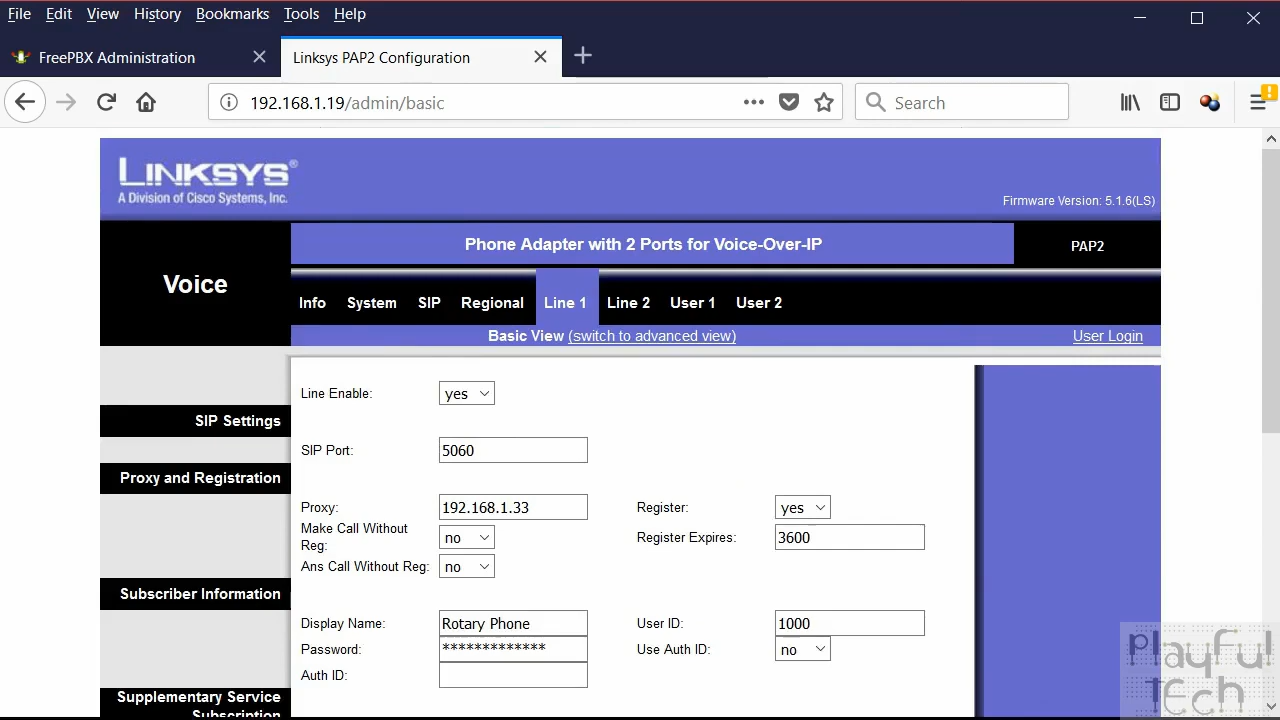 File Edit View History Bookmarks Tools Help
FreePBX Administration
Linksys PAP2 Configuration
192.168.1.19/admin/basic
Search
LINKSYS®
A Division of Cisco Systems, Inc.
Firmware Version: 5.1.6(LS)
Phone Adapter with 2 Ports for Voice-Over-IP
PAP2
Voice
Info System SIP Regional Line 1 Line 2 User 1 User 2
Basic View (switch to advanced view)
User Login
Line Enable: yes
SIP Settings
SIP Port: 5060
Proxy and Registration
Proxy: 192.168.1.33 Register: yes
Make Call Without
Reg: no Register Expires: 3600
Ans Call Without Reg: no
Subscriber Information
Display Name: Rotary Phone User ID: 1000
Password: ************* Use Auth ID: no
Auth ID:
Supplementary Service
Subscription
Playful
tEch